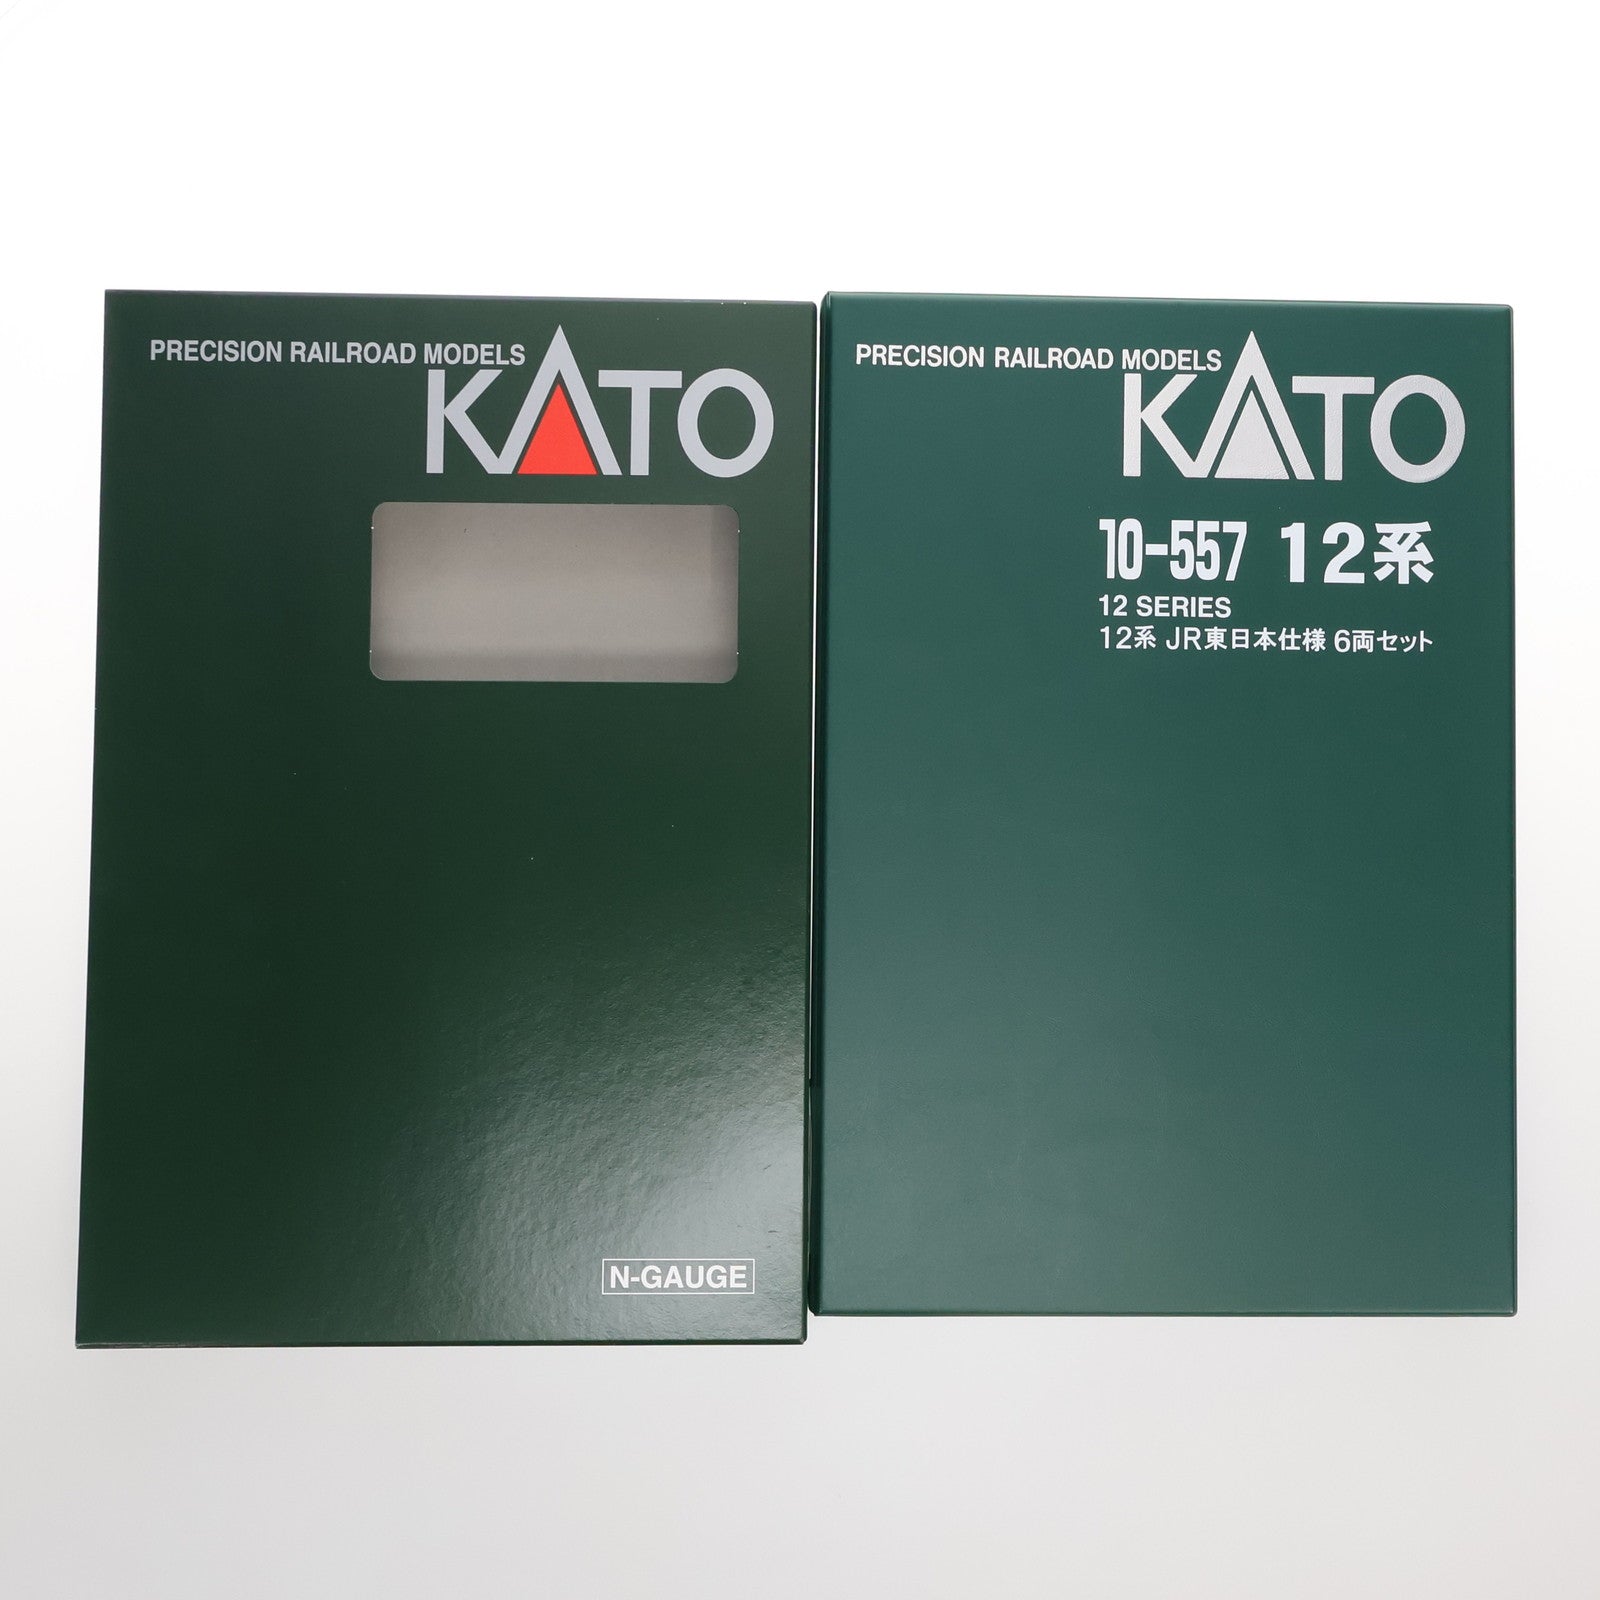 PRECISION RAILROAD MODELS
KATO
N-GAUGE
PRECISION RAILROAD MODELS
KATO
10-557 12系
12 SERIES
12系 JR東日本仕様 6両セット